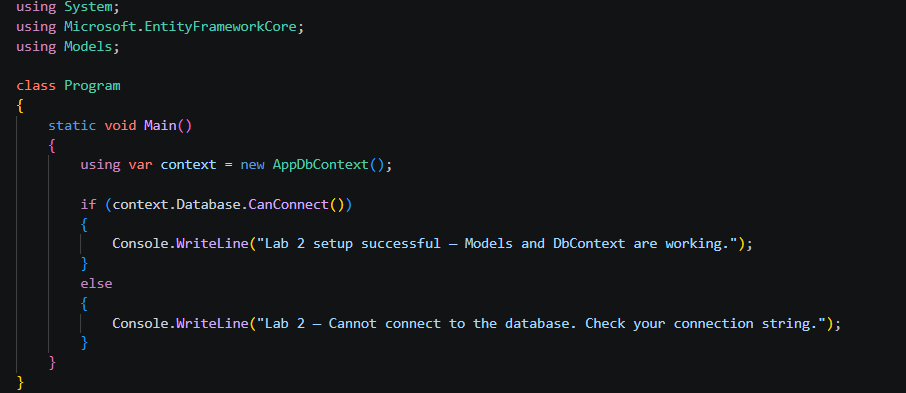 using System;
using Microsoft.EntityFrameworkCore;
using Models;
class Program
{
static void Main()
{
using var context = new AppDbContext();
if (context.Database.CanConnect())
{
Console.WriteLine("Lab 2 setup successful — Models and DbContext are working.");
}
else
{
Console.WriteLine("Lab 2 — Cannot connect to the database. Check your connection string.");
}
}
}